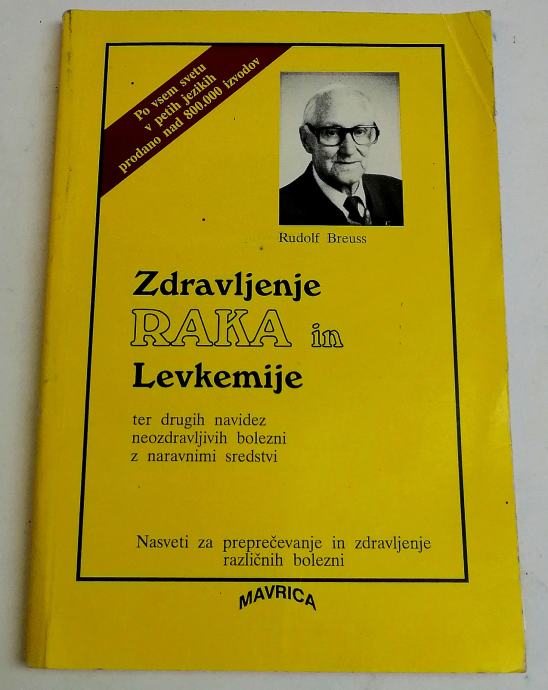 Po vsem svetu
v petih jezikih
prodano nad 800.000 izvodov
Rudolf Breuss
Zdravljenje
RAKA in
Levkemije
ter drugih navidez
neozdravljivih bolezni
z naravnimi sredstvi
Nasveti za preprečevanje in zdravljenje
različnih bolezni
MAVRICA